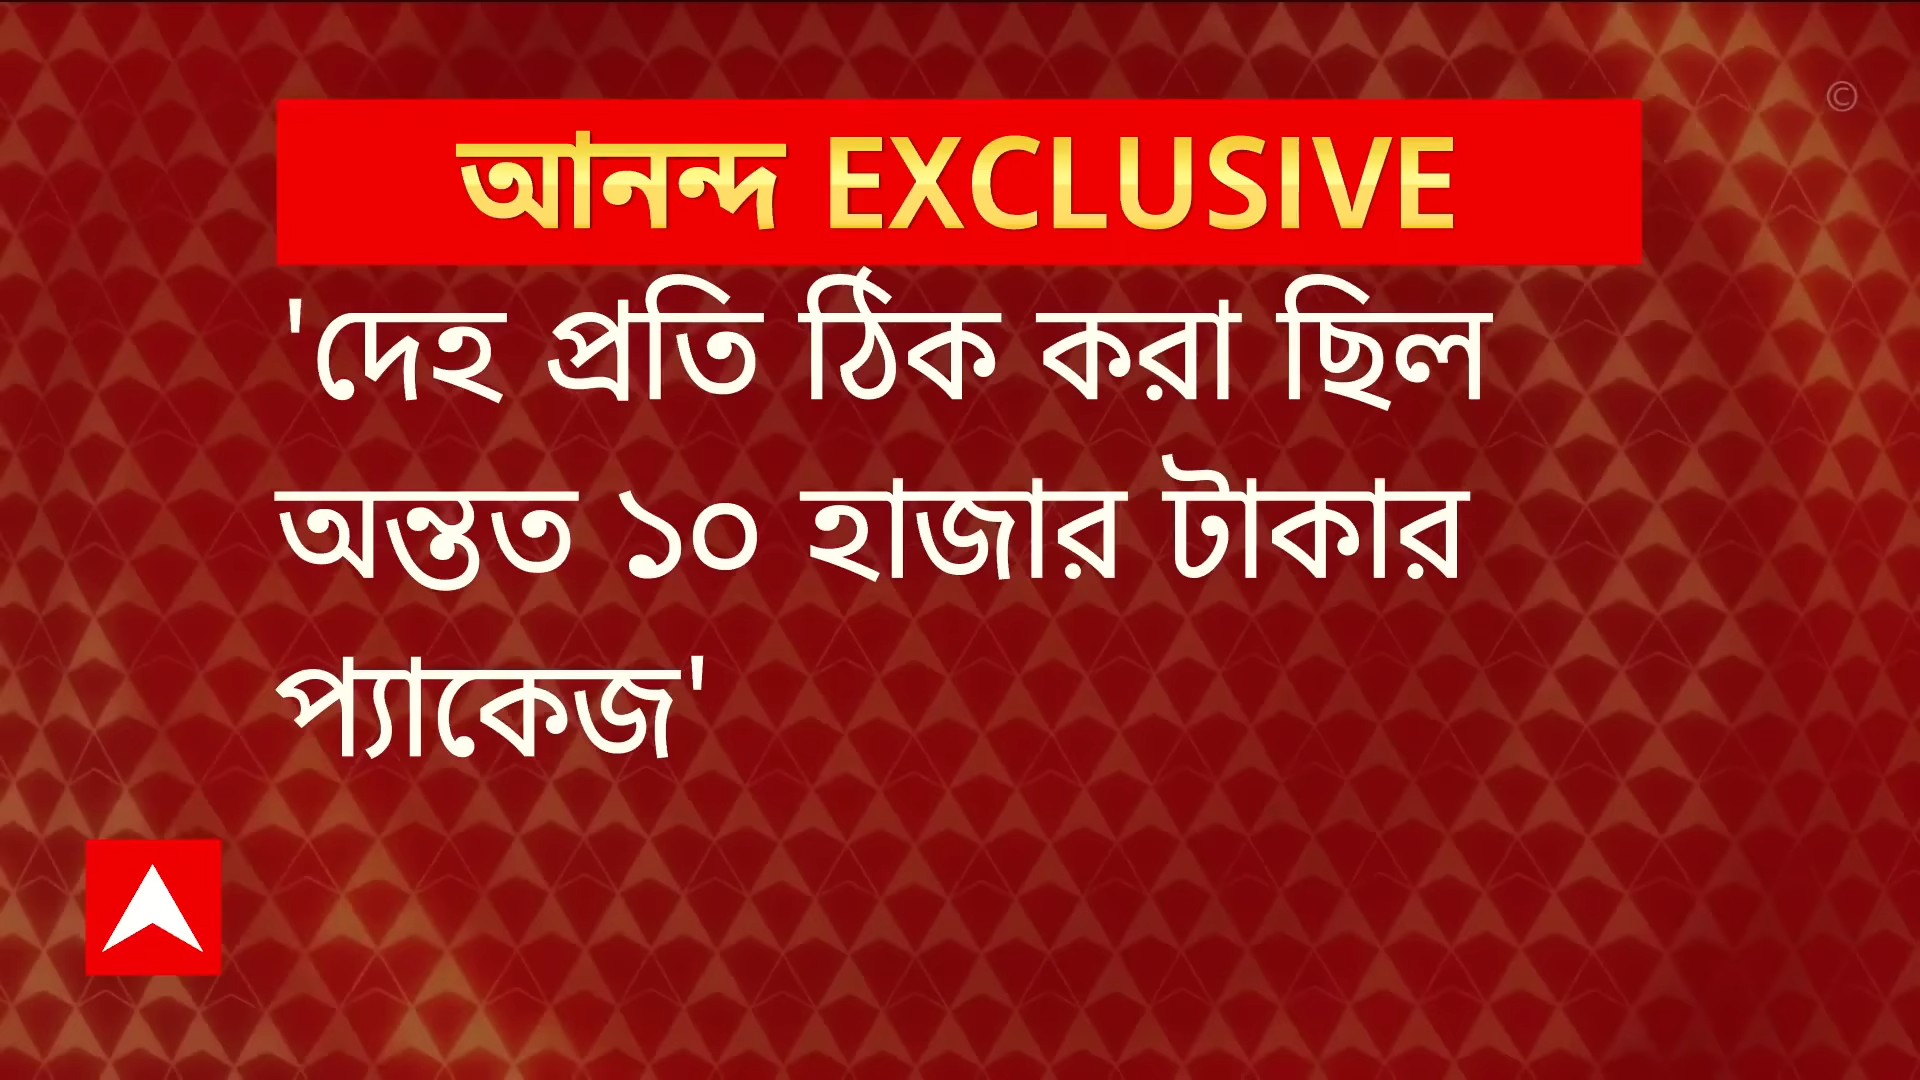 ©
আনন্দ EXCLUSIVE
'দেহ প্রতি ঠিক করা ছিল
অন্তত ১০ হাজার টাকার
প্যাকেজ'